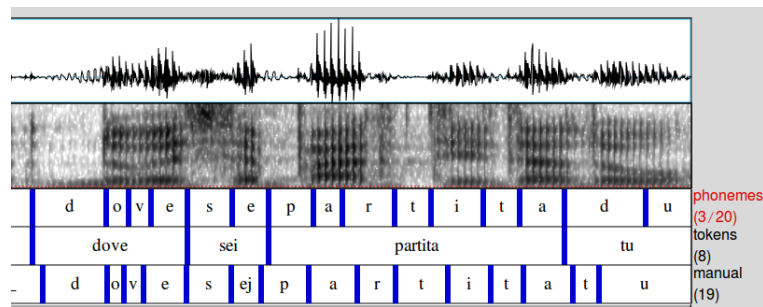 d o v e s e p a r t i t a d u phonemes
(3/20)
dove sei partita tu tokens
(8)
_ d o v e s ej p a r t i t a t u manual
(19)